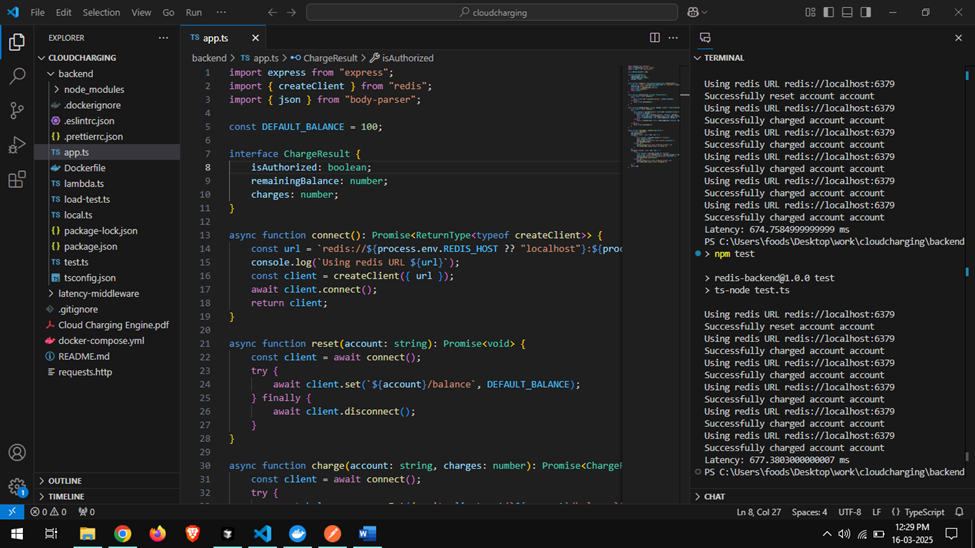 File Edit Selection View Go Run ··· cloudcharging
EXPLORER ···
CLOUDCHARGING
backend
node_modules
.dockerignore
.eslintrc.json
.prettierrc.json
TS app.ts
Dockerfile
TS lambda.ts
TS load-test.ts
TS local.ts
{} package-lock.json
{} package.json
TS test.ts
tsconfig.json
latency-middleware
.gitignore
Cloud Charging Engine.pdf
docker-compose.yml
README.md
requests.http
OUTLINE
TIMELINE
TS app.ts
backend > TS app.ts > ChargeResult > isAuthorized
1 import express from "express";
2 import { createClient } from "redis";
3 import { json } from "body-parser";
4
5 const DEFAULT_BALANCE = 100;
6
7 interface ChargeResult {
8 isAuthorized: boolean;
9 remainingBalance: number;
10 charges: number;
11 }
12
13 async function connect(): Promise<ReturnType<typeof createClient>> {
14 const url = `redis://${process.env.REDIS_HOST ?? "localhost"}:${proc
15 console.log(`Using redis URL ${url}`);
16 const client = createClient({ url });
17 await client.connect();
18 return client;
19 }
20
21 async function reset(account: string): Promise<void> {
22 const client = await connect();
23 try {
24 await client.set(`${account}/balance`, DEFAULT_BALANCE);
25 } finally {
26 await client.disconnect();
27 }
28 }
29
30 async function charge(account: string, charges: number): Promise<ChargeR
31 const client = await connect();
32 try {
TERMINAL
Using redis URL redis://localhost:6379
Successfully reset account account
Using redis URL redis://localhost:6379
Successfully charged account account
Using redis URL redis://localhost:6379
Successfully charged account account
Using redis URL redis://localhost:6379
Successfully charged account account
Using redis URL redis://localhost:6379
Successfully charged account account
Using redis URL redis://localhost:6379
Successfully charged account account
Latency: 674.7584999999999 ms
PS C:\Users\foods\Desktop\work\cloudcharging\backend
> npm test
> redis-backend@1.0.0 test
> ts-node test.ts
Using redis URL redis://localhost:6379
Successfully reset account account
Using redis URL redis://localhost:6379
Successfully charged account account
Using redis URL redis://localhost:6379
Successfully charged account account
Using redis URL redis://localhost:6379
Successfully charged account account
Using redis URL redis://localhost:6379
Successfully charged account account
Using redis URL redis://localhost:6379
Successfully charged account account
Latency: 677.3803000000007 ms
PS C:\Users\foods\Desktop\work\cloudcharging\backend
CHAT
1
0 0 0 Ln 8, Col 27 Spaces: 4 UTF-8 LF {} TypeScript
12:29 PM
16-03-2025